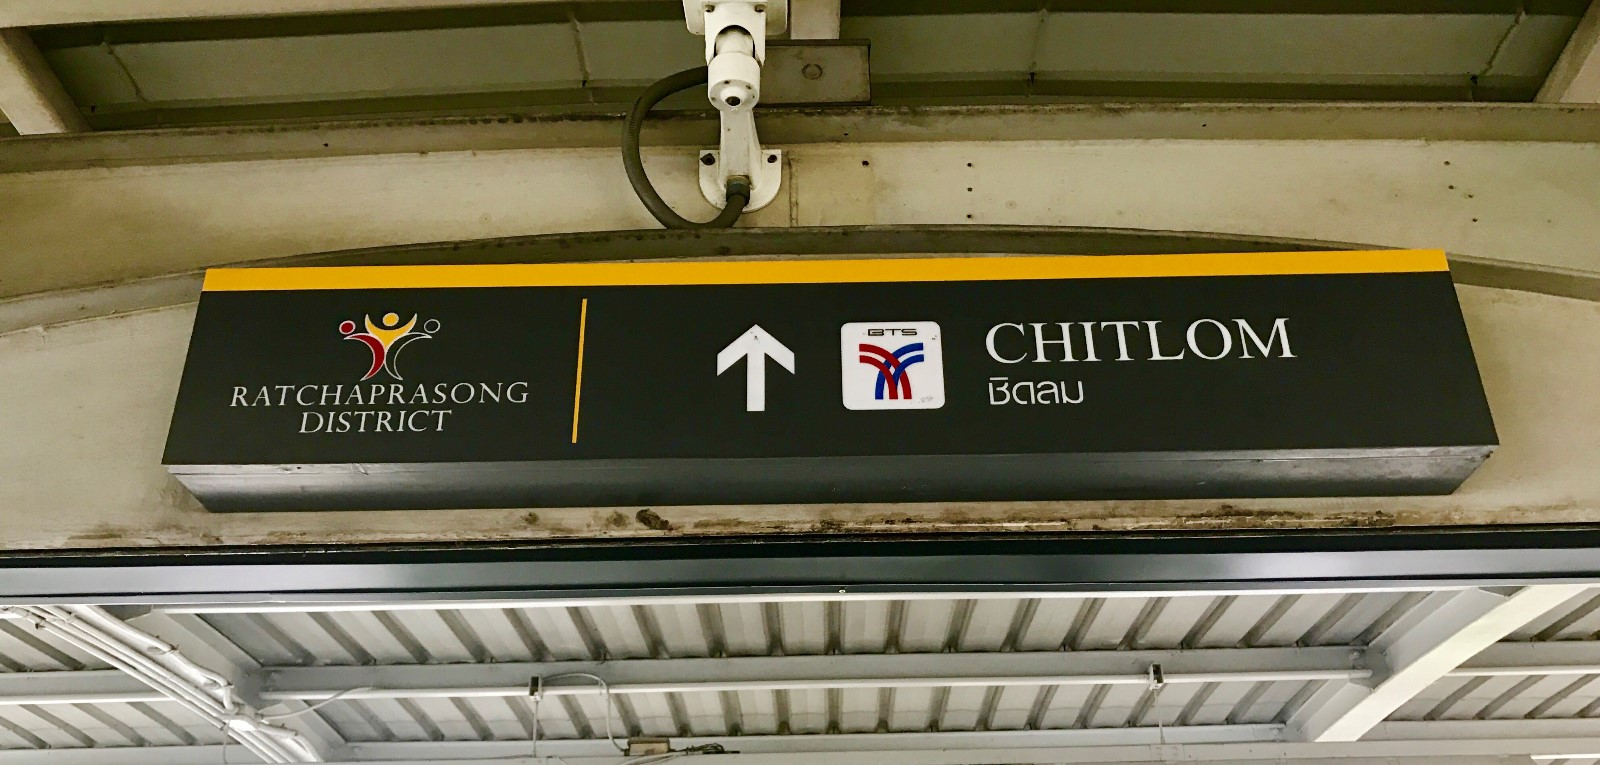 RATCHAPRASONG
DISTRICT
BTS
CHITLOM
ชิดลม